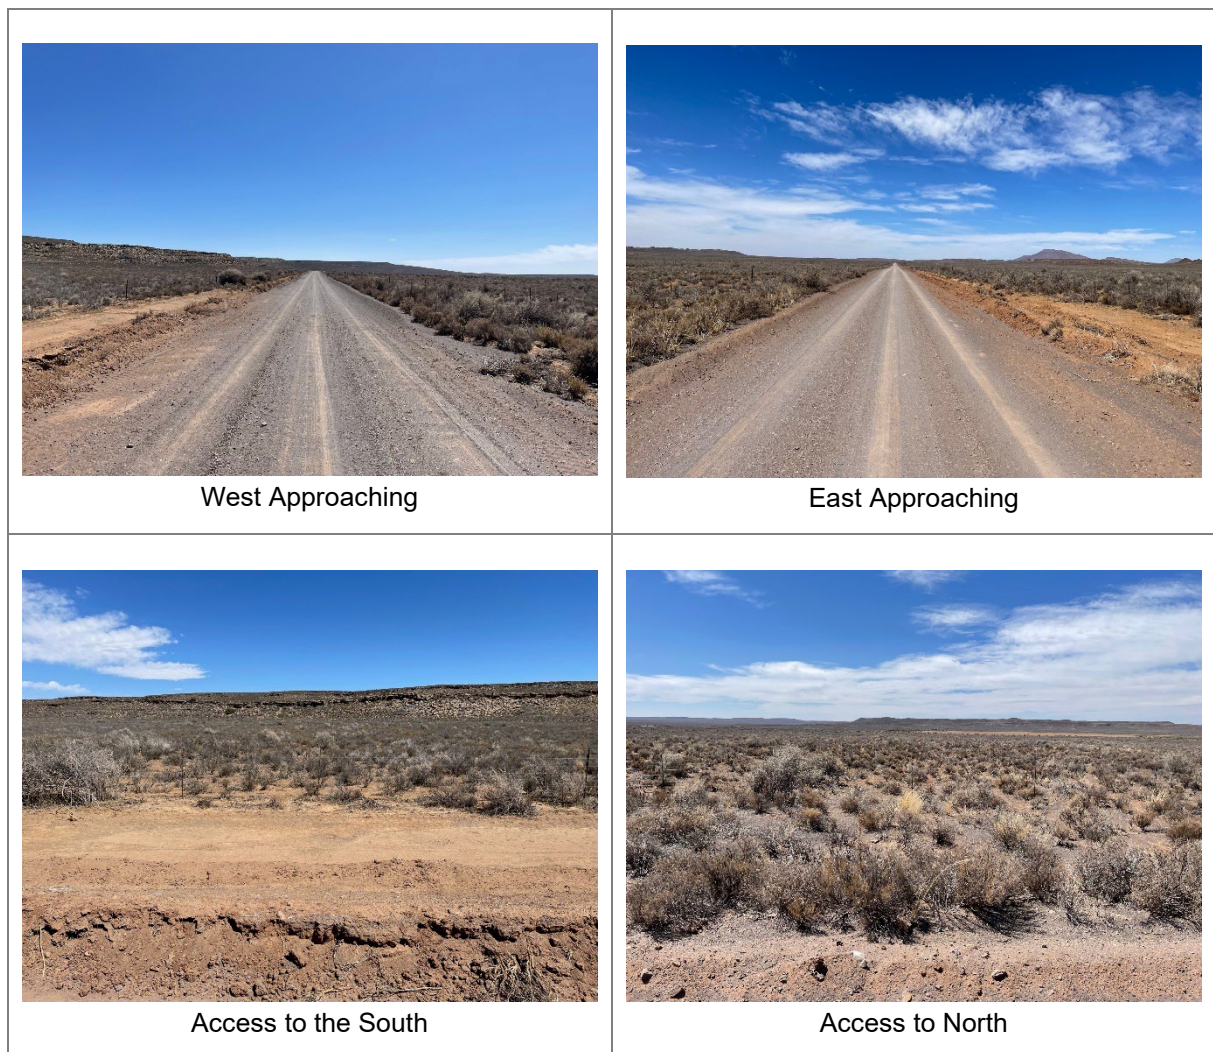 West Approaching
East Approaching
Access to the South
Access to North